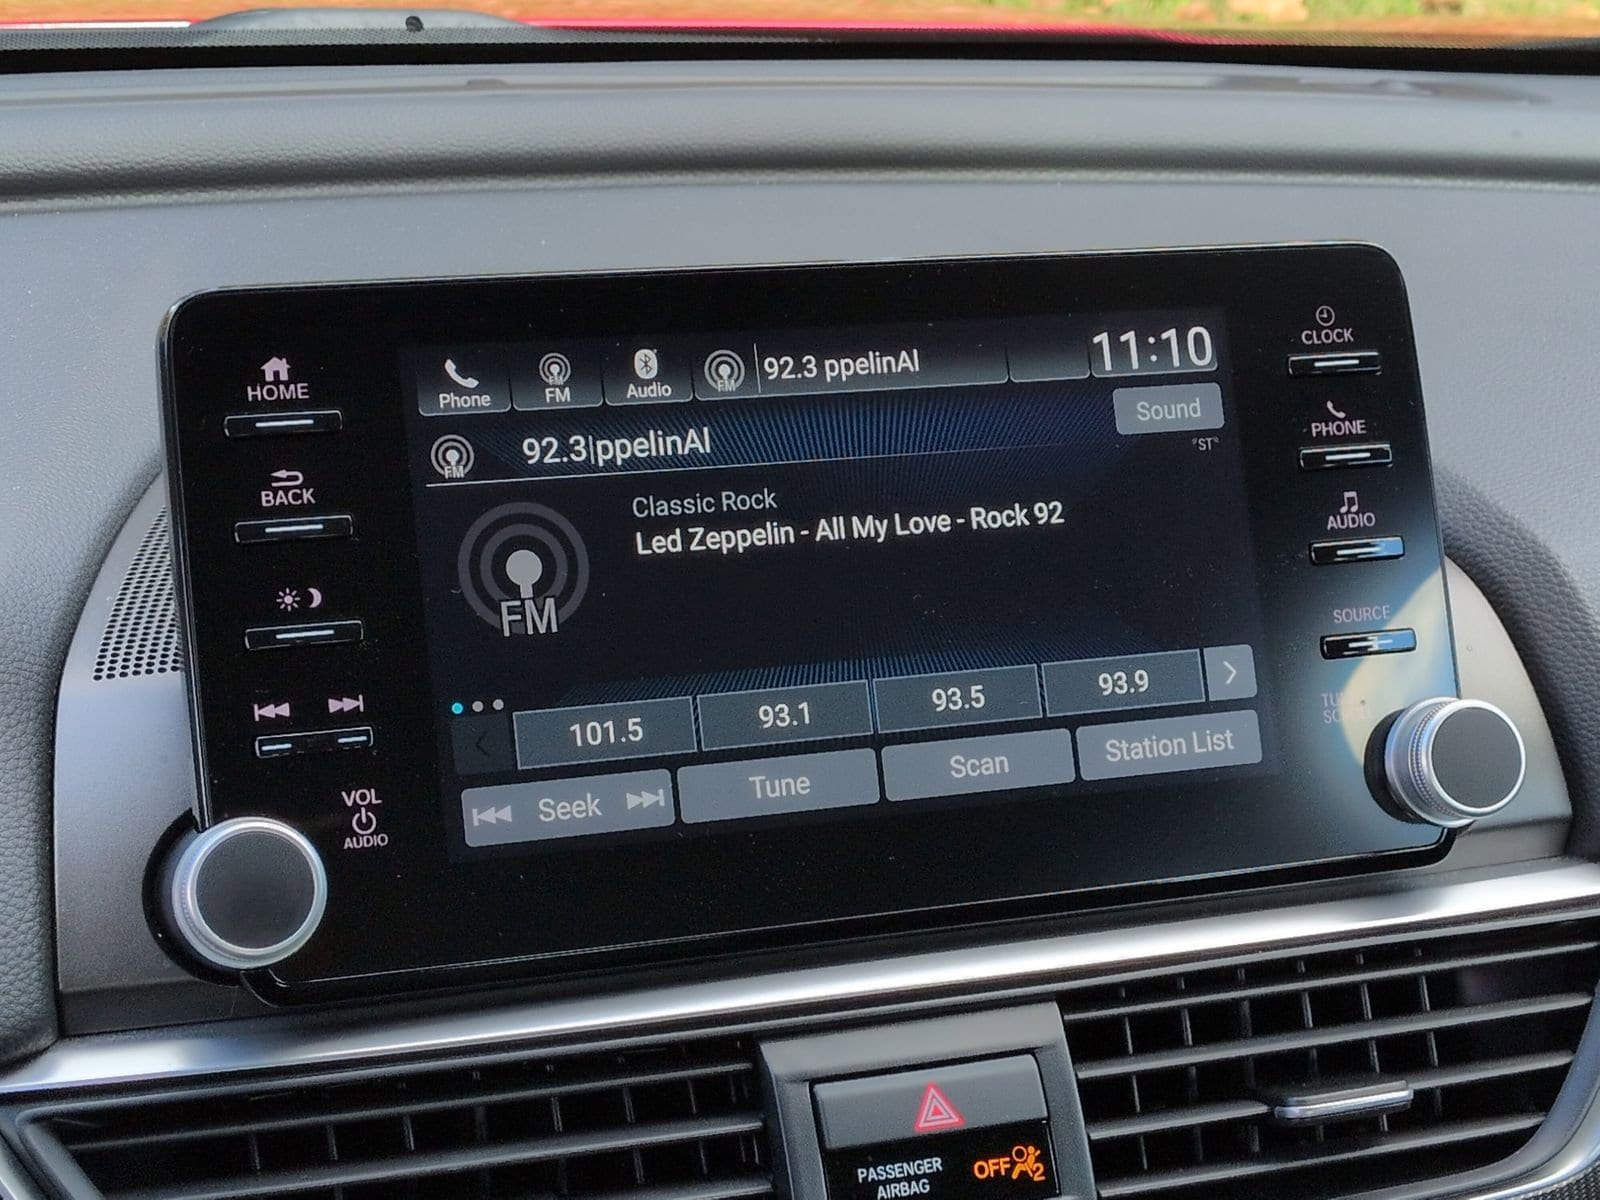 HOME
BACK
VOL
AUDIO
Phone
FM
Audio
FM
92.3 ppelinAl
11:10
FM
92.3|ppelinAl
Sound
"ST"
FM
Classic Rock
Led Zeppelin - All My Love - Rock 92
101.5
93.1
93.5
93.9
Seek
Tune
Scan
Station List
CLOCK
PHONE
AUDIO
SOURCE
PASSENGER
AIRBAG
OFF
2